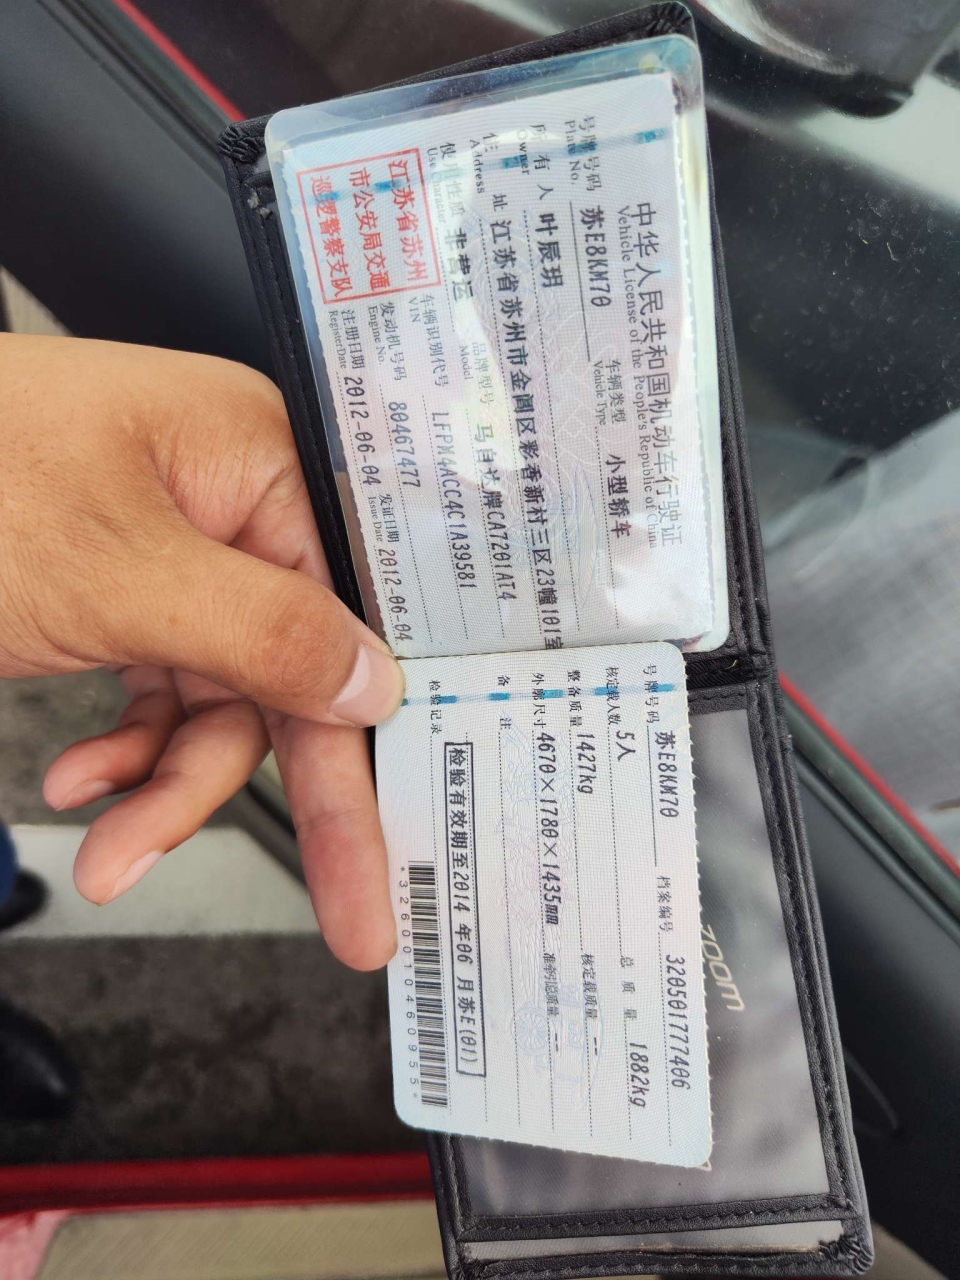 中华人民共和国机动车行驶证
Vehicle License of the People's Republic of China
号牌号码 苏E8KM70 车辆类型 小型轿车
Plate No. Vehicle Type
所有人 叶辰玥
Owner
住址 江苏省苏州市金阊区彩香新村三区23幢101室
Address
使用性质 非营运 品牌型号 马自达牌CA7201AT4
Use Character Model
江苏省苏州
市公安局交通
巡逻警察支队
车辆识别代号 LFPM4ACC4C1A39581
VIN
发动机号码 80467477
Engine No.
注册日期 2012-06-04 发证日期 2012-06-04
Register Date Issue Date
号牌号码 苏E8KM70 档案编号 320501777406
核定载人数 5人 总质量 1882kg
整备质量 1427kg 核定载质量 --
外廓尺寸 4670×1780×1435mm 准牵引总质量 --
备注
检验记录
检验有效期至2014年06月苏E(01)
*3260010460955*
zoom